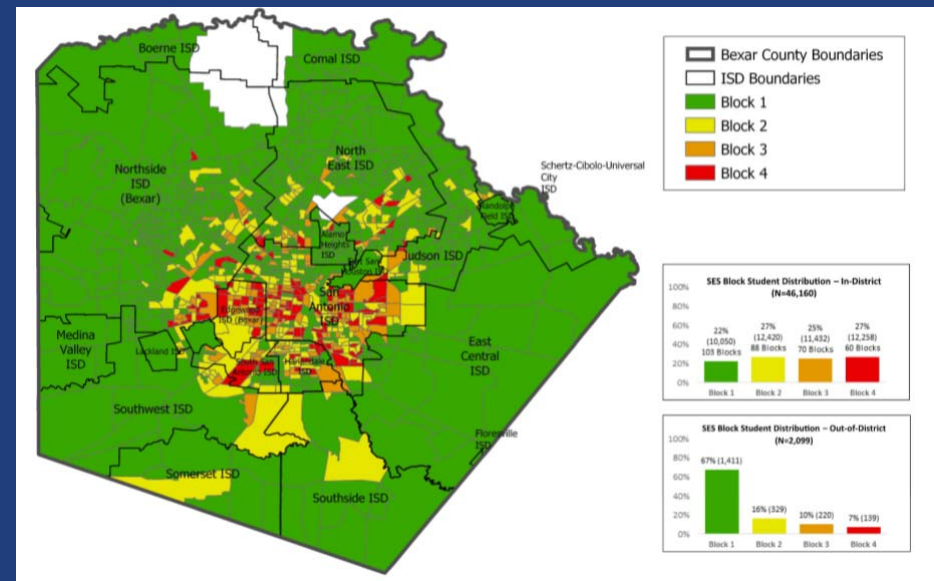 Boerne ISD
Comal ISD
North
East ISD
Northside
ISD
(Bexar)
Schertz-Cibolo-Universal
City
ISD
Alamo
Heights
ISD
Judson ISD
San
Antonio
ISD
Medina
Valley
ISD
Lackland ISD
East
Central
ISD
Southwest ISD
Somerset ISD
Southside ISD
Bexar County Boundaries
ISD Boundaries
Block 1
Block 2
Block 3
Block 4
SES Block Student Distribution – In-District
(N=46,160)
100%
80%
60%
40%
20%
0%
22%
(10,050)
103 Blocks
27%
(12,420)
88 Blocks
25%
(11,432)
70 Blocks
27%
(12,258)
60 Blocks
Block 1
Block 2
Block 3
Block 4
SES Block Student Distribution – Out-of-District
(N=2,099)
100%
80%
60%
40%
20%
0%
67% (1,411)
16% (329)
10% (220)
7% (139)
Block 1
Block 2
Block 3
Block 4